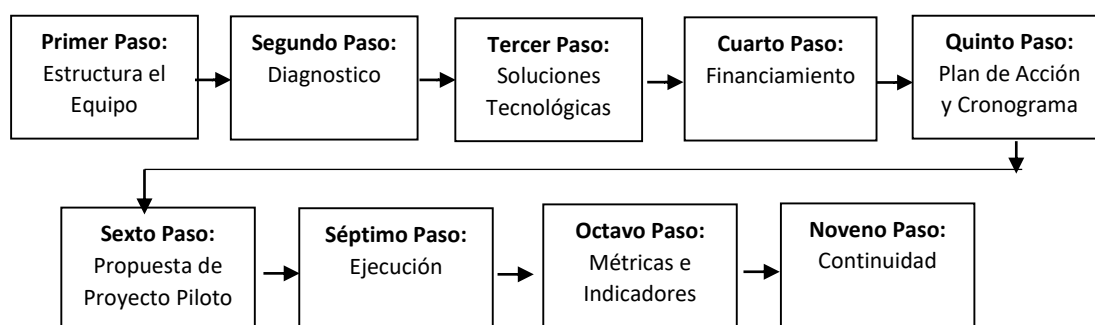 Primer Paso:
Estructura el
Equipo
Segundo Paso:
Diagnostico
Tercer Paso:
Soluciones
Tecnológicas
Cuarto Paso:
Financiamiento
Quinto Paso:
Plan de Acción
y Cronograma
Sexto Paso:
Propuesta de
Proyecto Piloto
Séptimo Paso:
Ejecución
Octavo Paso:
Métricas e
Indicadores
Noveno Paso:
Continuidad